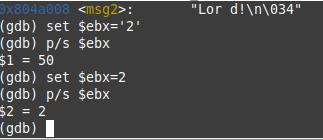 0x804a008 <msg2>: "Lor d!\n\034"
(gdb) set $ebx='2'
(gdb) p/s $ebx
$1 = 50
(gdb) set $ebx=2
(gdb) p/s $ebx
$2 = 2
(gdb)